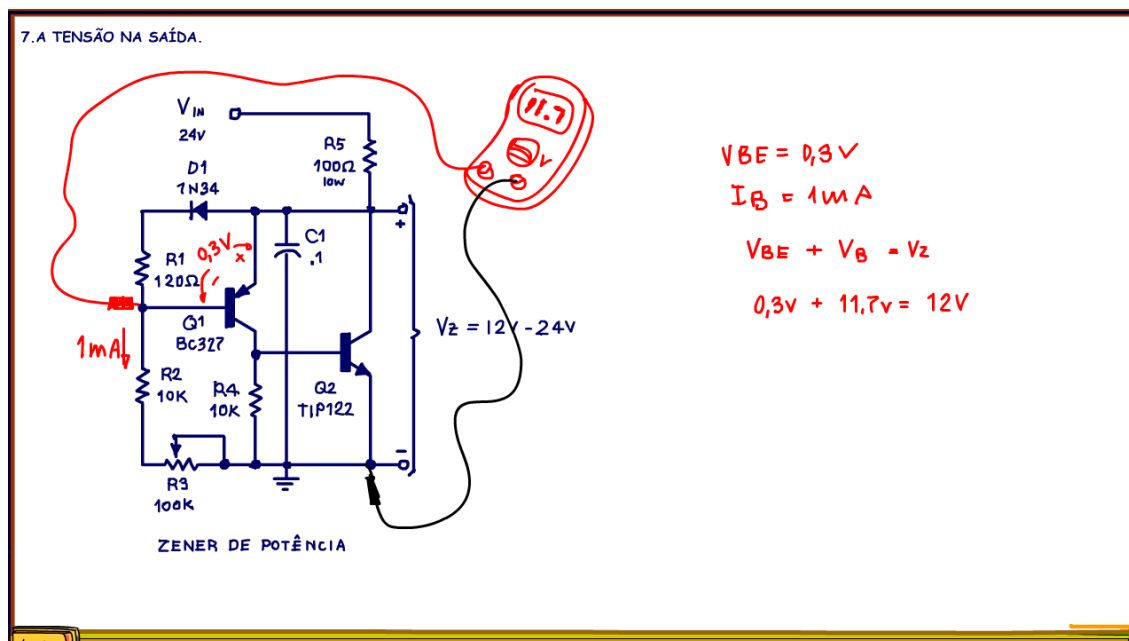 7.A TENSÃO NA SAÍDA.
11.7
V
VIN
24V
R5
100Ω
10W
D1
1N34
+
C1
.1
R1
120Ω
0,3V
x
Q1
BC327
1mA
R2
10K
R4
10K
Q2
TIP122
VZ = 12V-24V
R3
100K
−
ZENER DE POTÊNCIA
VBE = 0,3V
IB = 1mA
VBE + VB = VZ
0,3V + 11.7V = 12V